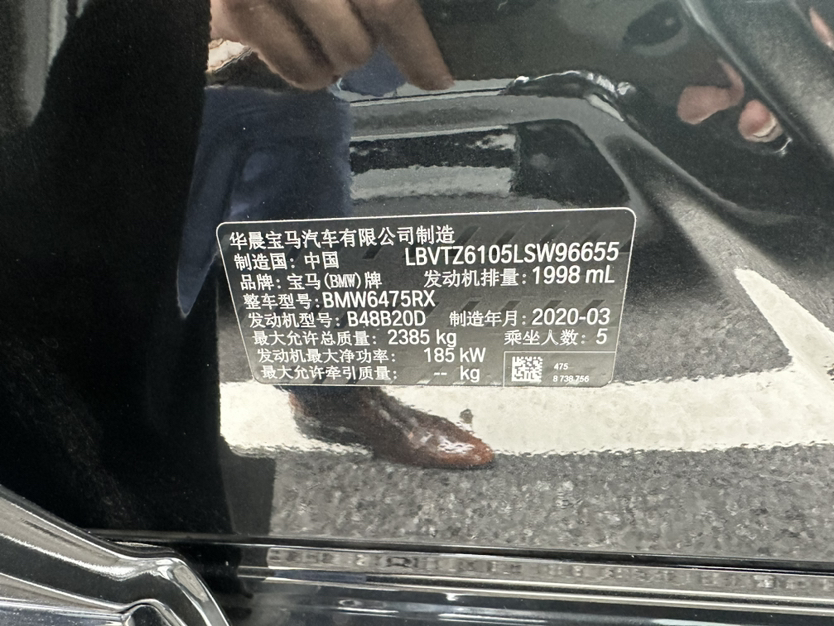 华晨宝马汽车有限公司制造
制造国：中国 LBVTZ6105LSW96655
品牌：宝马(BMW)牌 发动机排量：1998 mL
整车型号：BMW6475RX
发动机型号：B48B20D 制造年月：2020-03
最大允许总质量：2385 kg 乘坐人数：5
发动机最大净功率： 185 kW
最大允许牵引质量： -- kg
475
8 738 756